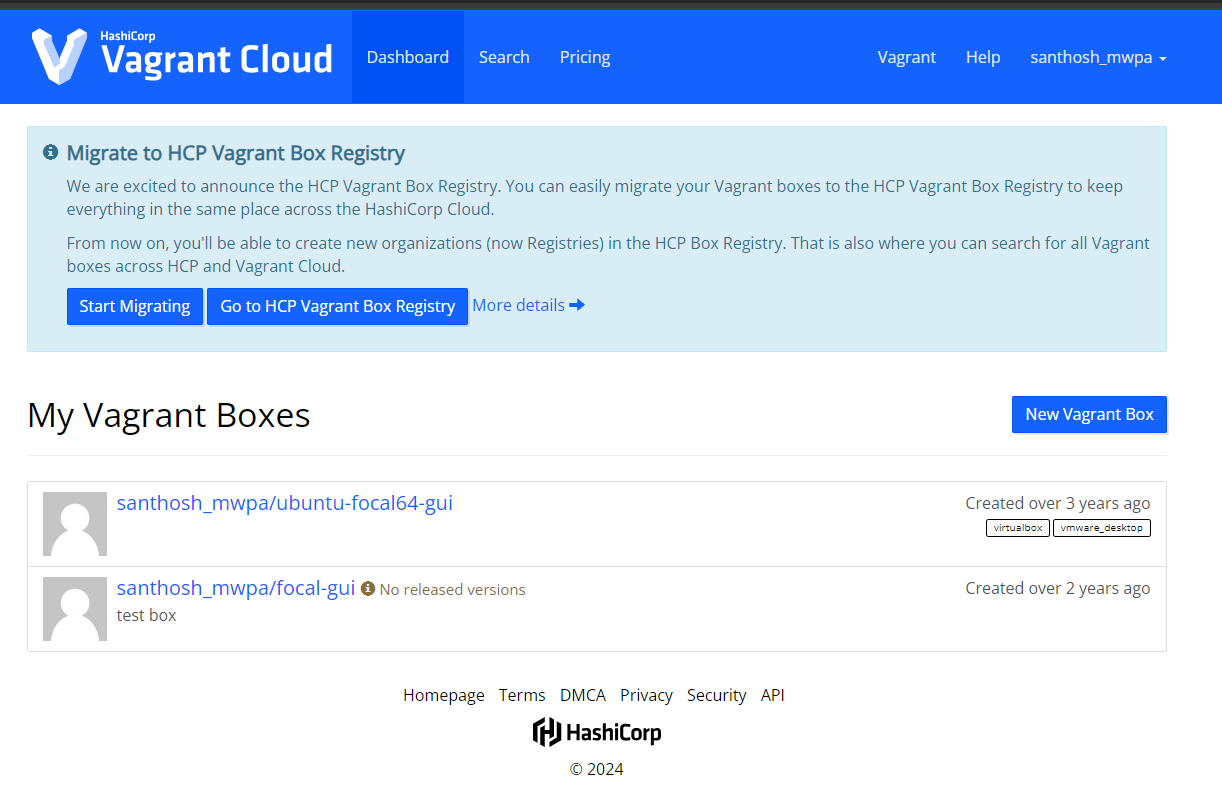 HashiCorp
Vagrant Cloud
Dashboard Search Pricing Vagrant Help santhosh_mwpa
Migrate to HCP Vagrant Box Registry
We are excited to announce the HCP Vagrant Box Registry. You can easily migrate your Vagrant boxes to the HCP Vagrant Box Registry to keep
everything in the same place across the HashiCorp Cloud.
From now on, you'll be able to create new organizations (now Registries) in the HCP Box Registry. That is also where you can search for all Vagrant
boxes across HCP and Vagrant Cloud.
Start Migrating Go to HCP Vagrant Box Registry More details
My Vagrant Boxes New Vagrant Box
santhosh_mwpa/ubuntu-focal64-gui Created over 3 years ago
virtualbox vmware_desktop
santhosh_mwpa/focal-gui No released versions Created over 2 years ago
test box
Homepage Terms DMCA Privacy Security API
HashiCorp
© 2024